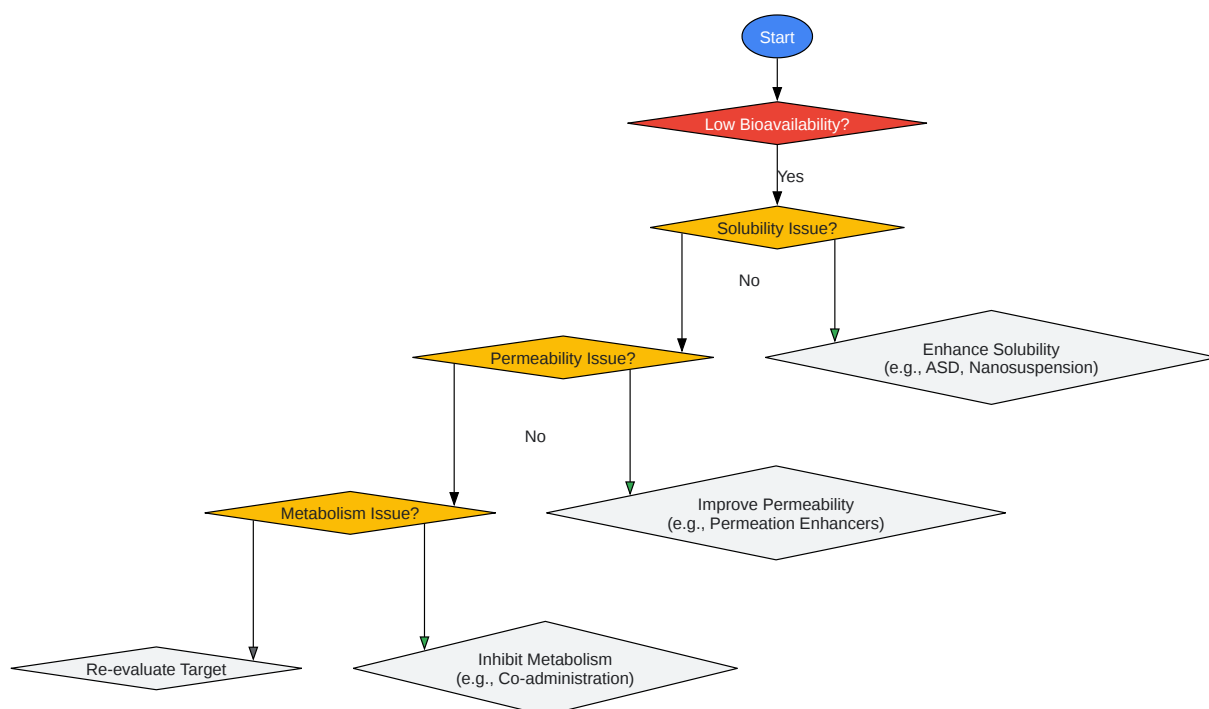 Start
Low Bioavailability?
Yes
Solubility Issue?
No
Enhance Solubility
(e.g., ASD, Nanosuspension)
Permeability Issue?
No
Improve Permeability
(e.g., Permeation Enhancers)
Metabolism Issue?
Re-evaluate Target
Inhibit Metabolism
(e.g., Co-administration)